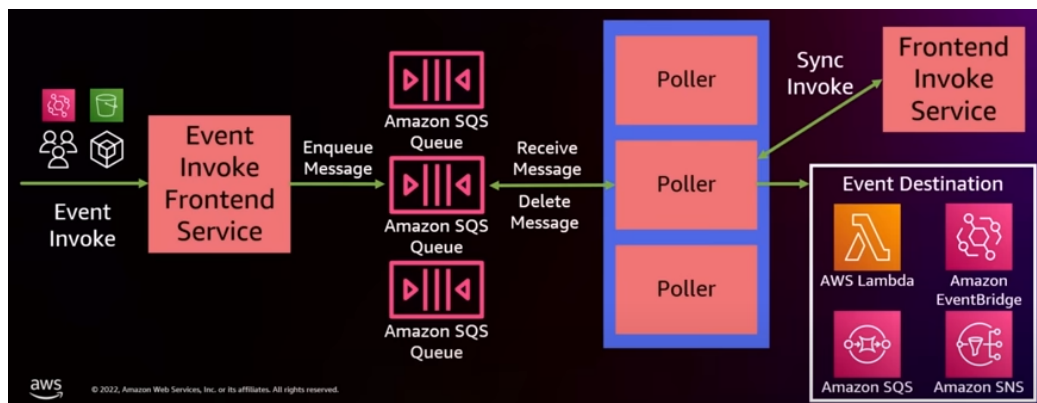 Event
Invoke
Event
Invoke
Frontend
Service
Enqueue
Message
Amazon SQS
Queue
Amazon SQS
Queue
Amazon SQS
Queue
Receive
Message
Delete
Message
Poller
Poller
Poller
Sync
Invoke
Frontend
Invoke
Service
Event Destination
AWS Lambda
Amazon
EventBridge
Amazon SQS
Amazon SNS
aws
© 2022, Amazon Web Services, Inc. or its affiliates. All rights reserved.